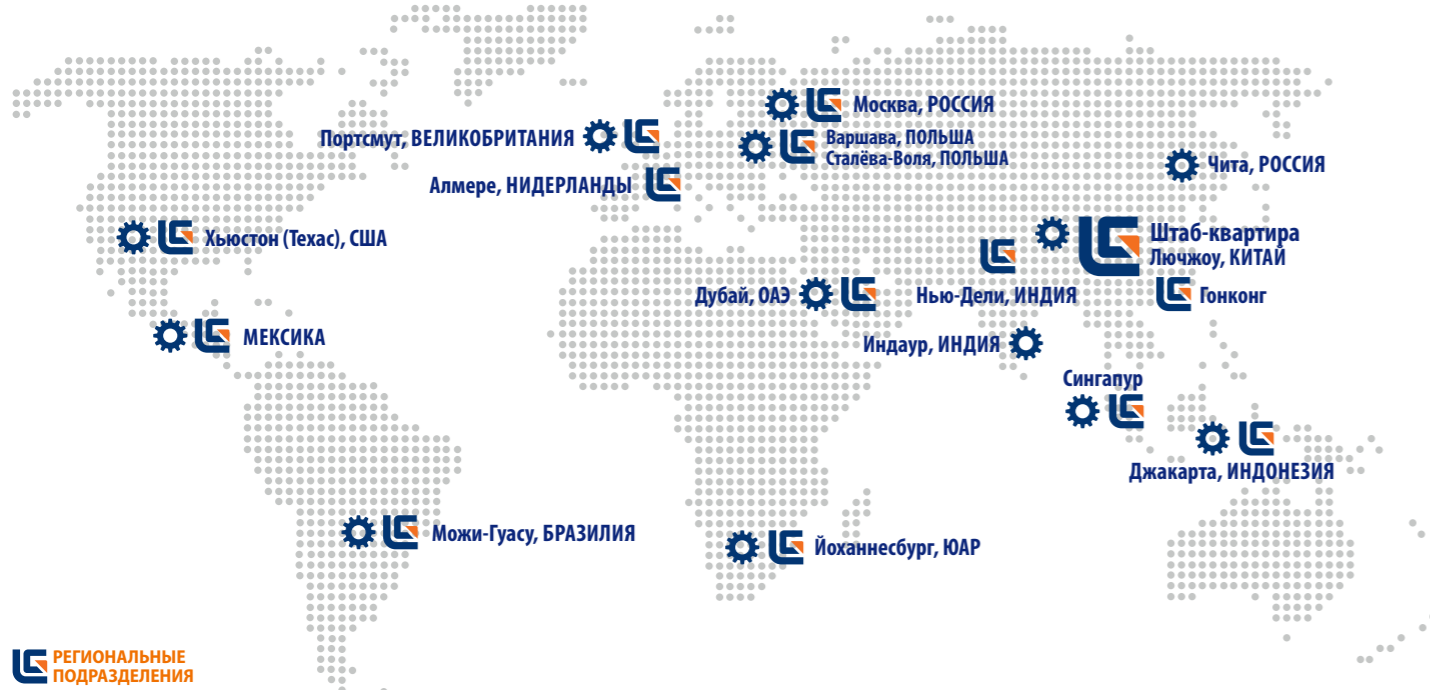 Москва, РОССИЯ
Портсмут, ВЕЛИКОБРИТАНИЯ
Варшава, ПОЛЬША
Сталёва-Воля, ПОЛЬША
Чита, РОССИЯ
Алмере, НИДЕРЛАНДЫ
Хьюстон (Техас), США
Штаб-квартира
Лючжоу, КИТАЙ
Дубай, ОАЭ
Нью-Дели, ИНДИЯ
Гонконг
МЕКСИКА
Индаур, ИНДИЯ
Сингапур
Джакарта, ИНДОНЕЗИЯ
Можи-Гуасу, БРАЗИЛИЯ
Йоханнесбург, ЮАР
РЕГИОНАЛЬНЫЕ
ПОДРАЗДЕЛЕНИЯ